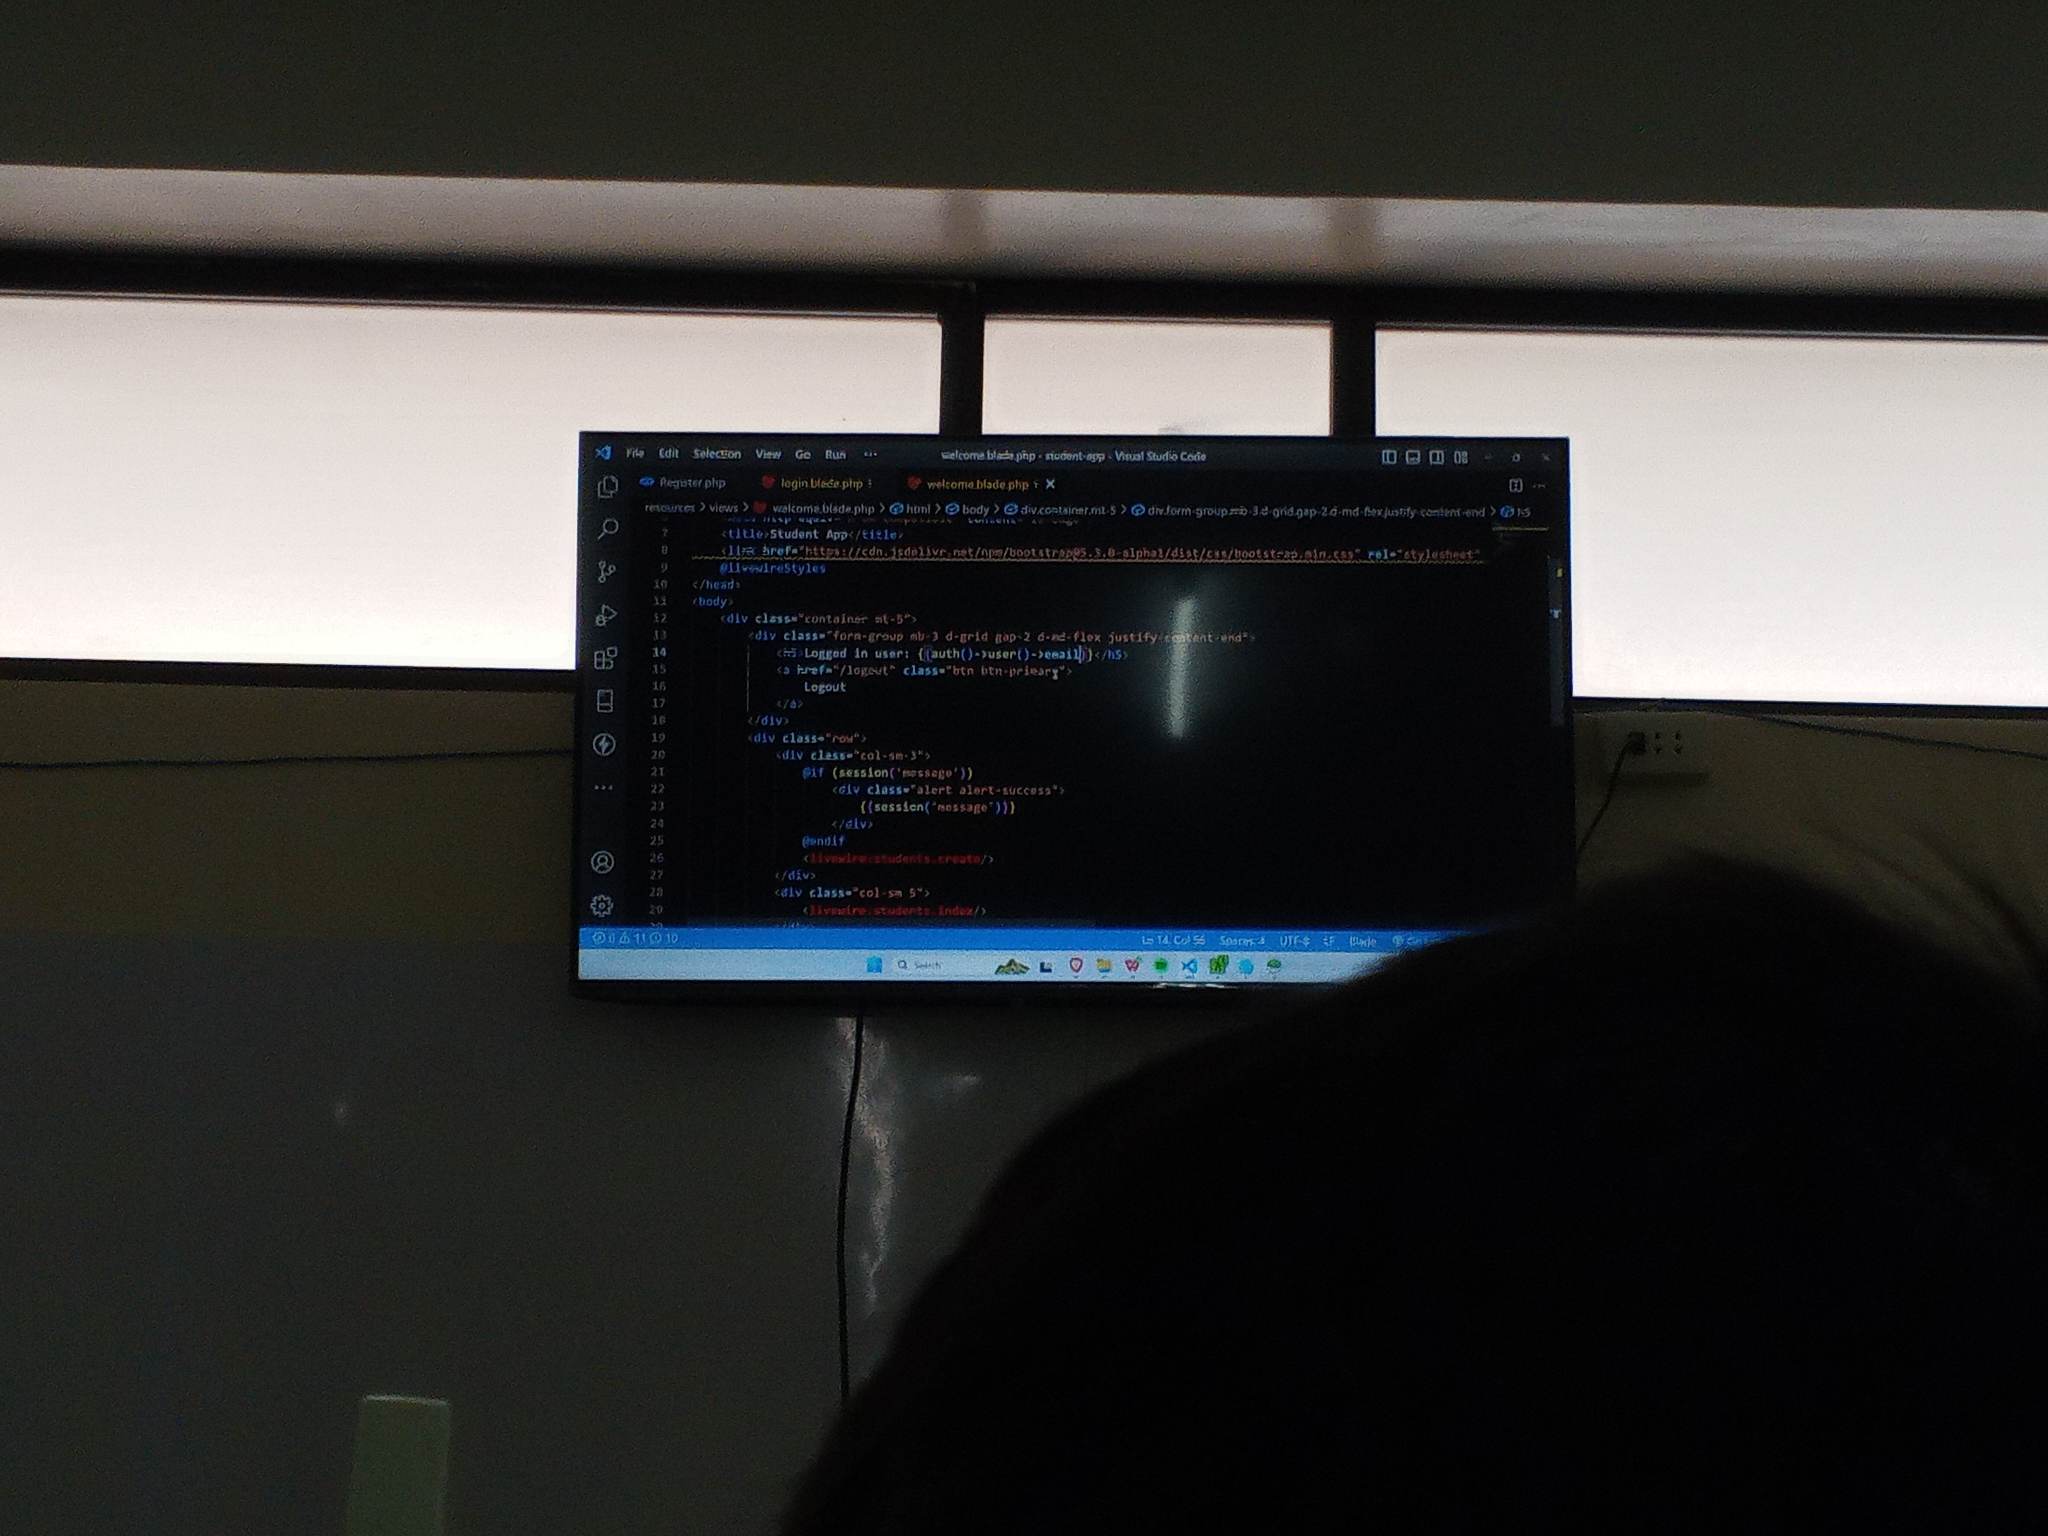 File Edit Selection View Go Run ··· welcome.blade.php - student-app - Visual Studio Code
Register.php login.blade.php welcome.blade.php
resources > views > welcome.blade.php > html > body > div.container.mt-5 > div.form-group.mb-3.d-grid.gap-2.d-md-flex.justify-content-end > h5
7 <title>Student App</title>
8 <link href="https://cdn.jsdelivr.net/npm/bootstrap@5.3.0-alpha1/dist/css/bootstrap.min.css" rel="stylesheet"
9 @livewireStyles
10 </head>
11 <body>
12 <div class="container mt-5">
13 <div class="form-group mb-3 d-grid gap-2 d-md-flex justify-content-end">
14 <h5>Logged in user: {{auth()->user()->email}}</h5>
15 <a href="/logout" class="btn btn-primary">
16 Logout
17 </a>
18 </div>
19 <div class="row">
20 <div class="col-sm-3">
21 @if (session('message'))
22 <div class="alert alert-success">
23 {{session('message')}}
24 </div>
25 @endif
26 <livewire:students.create/>
27 </div>
28 <div class="col-sm 5">
29 <livewire:students.index/>
Ln 14, Col 56 Spaces: 4 UTF-8 Blade
Search